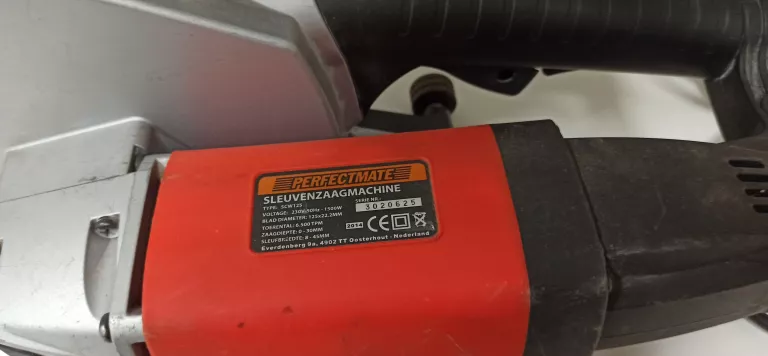 PERFECTMATE
SLEUVENZAAGMACHINE
TYPE: SCW125
VOLTAGE: 230V/50Hz - 1500W
BLAD DIAMETER: 125x22.2MM
TOERENTAL: 6.500 TPM
ZAAGDIEPTE: 0 - 30MM
SLEUFBREEDTE: 8 - 45MM
SERIE NR.:
3020625
2014
CE
Everdenberg 9a, 4902 TT Oosterhout - Nederland